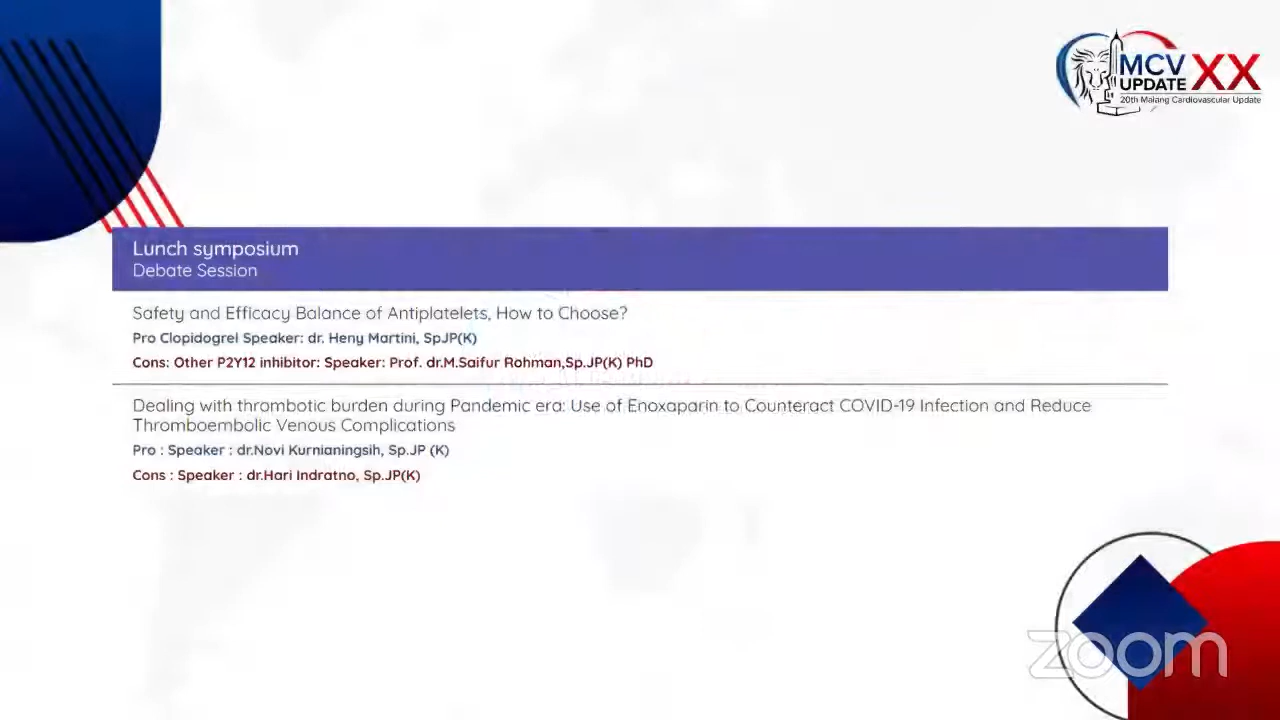 MCV
UPDATE XX
20th Malang Cardiovascular Update
Lunch symposium
Debate Session
Safety and Efficacy Balance of Antiplatelets, How to Choose?
Pro Clopidogrel Speaker: dr. Heny Martini, SpJP(K)
Cons: Other P2Y12 inhibitor: Speaker: Prof. dr.M.Saifur Rohman,Sp.JP(K) PhD
Dealing with thrombotic burden during Pandemic era: Use of Enoxaparin to Counteract COVID-19 Infection and Reduce
Thromboembolic Venous Complications
Pro : Speaker : dr.Novi Kurnianingsih, Sp.JP (K)
Cons : Speaker : dr.Hari Indratno, Sp.JP(K)
zoom